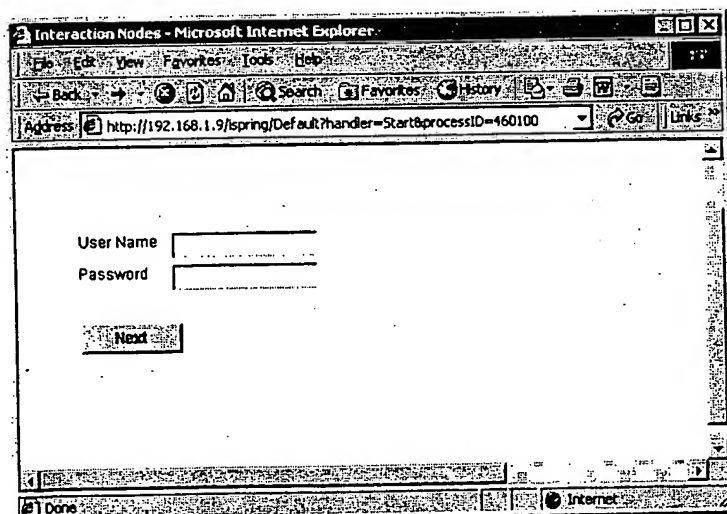 Interaction Nodes - Microsoft Internet Explorer
File Edit View Favorites Tools Help
Back Search Favorites History
Address http://192.168.1.9/ispring/Default?handler=Start&processID=460100 Go Links »
User Name
Password
Next
Done Internet